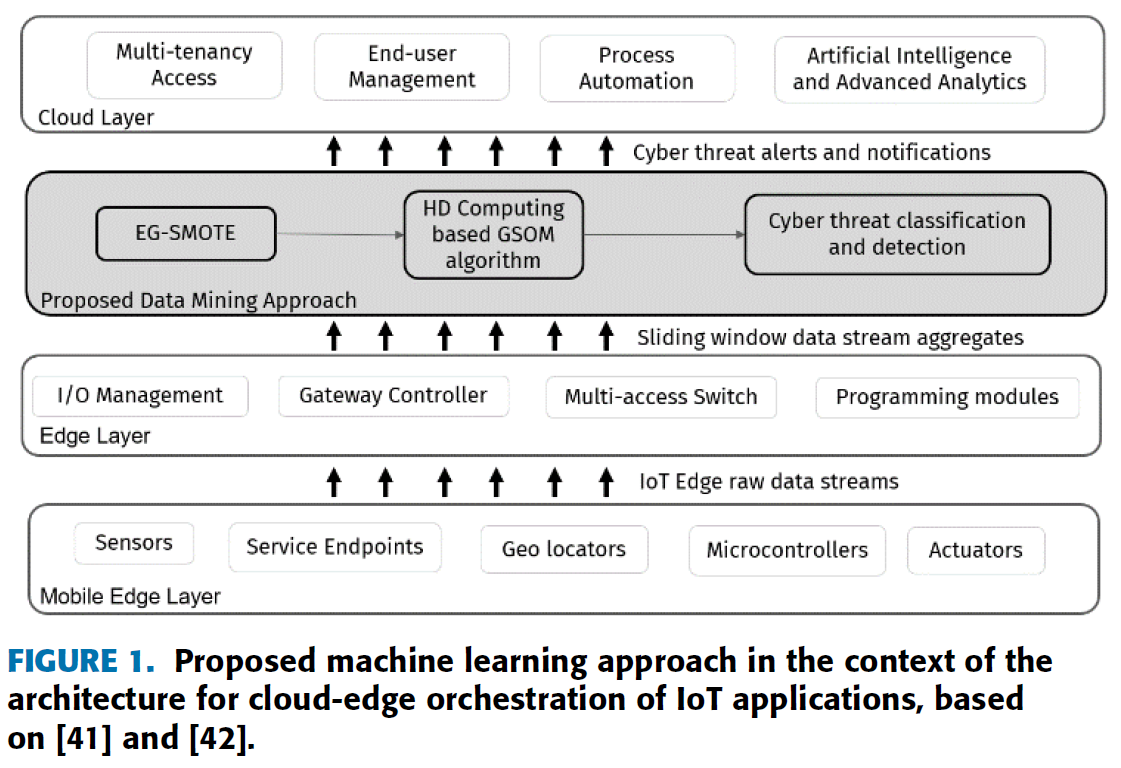 Multi-tenancy
Access
End-user
Management
Process
Automation
Artificial Intelligence
and Advanced Analytics
Cloud Layer
Cyber threat alerts and notifications
EG-SMOTE
HD Computing
based GSOM
algorithm
Cyber threat classification
and detection
Proposed Data Mining Approach
Sliding window data stream aggregates
I/O Management
Gateway Controller
Multi-access Switch
Programming modules
Edge Layer
IoT Edge raw data streams
Sensors
Service Endpoints
Geo locators
Microcontrollers
Actuators
Mobile Edge Layer
FIGURE 1. Proposed machine learning approach in the context of the
architecture for cloud-edge orchestration of IoT applications, based
on [41] and [42].